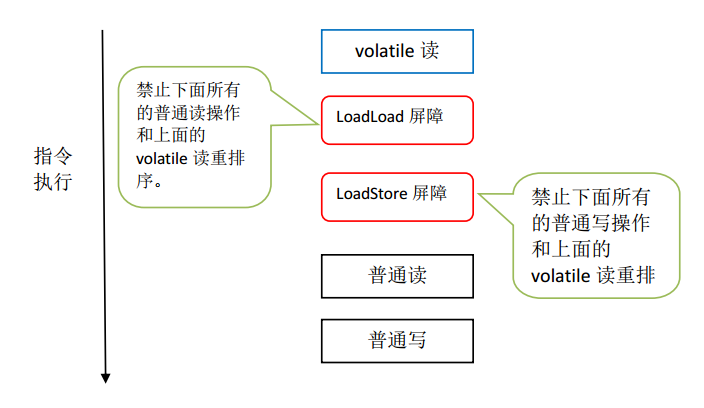 volatile 读
禁止下面所有
的普通读操作
和上面的
volatile 读重排
序。
LoadLoad 屏障
指令
执行
LoadStore 屏障
禁止下面所有
的普通写操作
和上面的
volatile 读重排
普通读
普通写